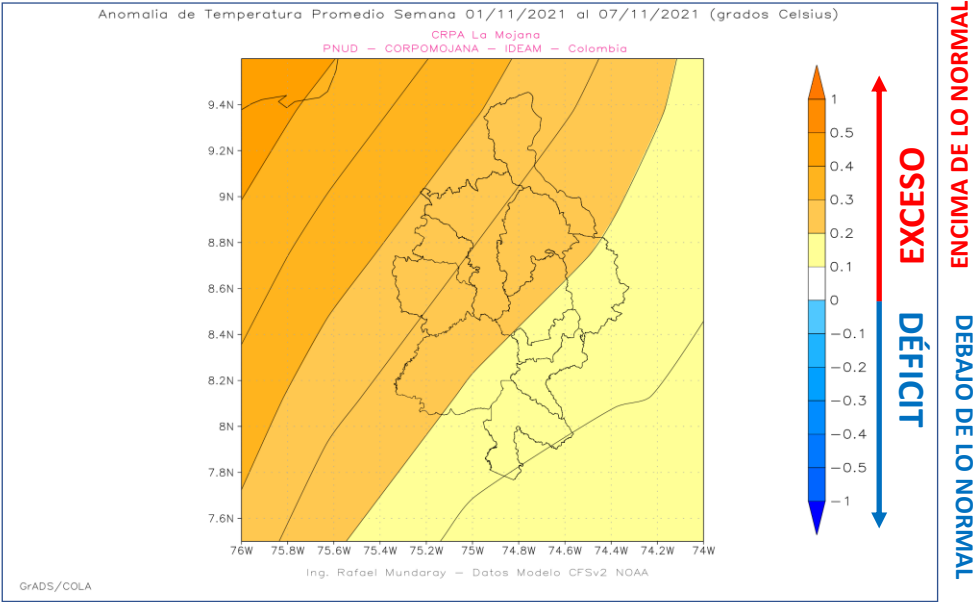 Anomalia de Temperatura Promedio Semana 01/11/2021 al 07/11/2021 (grados Celsius)
CRPA La Mojana
PNUD – CORPOMOJANA – IDEAM – Colombia
9.4N
9.2N
9N
8.8N
8.6N
8.4N
8.2N
8N
7.8N
7.6N
76W 75.8W 75.6W 75.4W 75.2W 75W 74.8W 74.6W 74.4W 74.2W 74W
1
0.5
0.4
0.3
0.2
0.1
0
−0.1
−0.2
−0.3
−0.4
−0.5
−1
EXCESO
DÉFICIT
ENCIMA DE LO NORMAL
DEBAJO DE LO NORMAL
Ing. Rafael Mundaray – Datos Modelo CFSv2 NOAA
GrADS/COLA